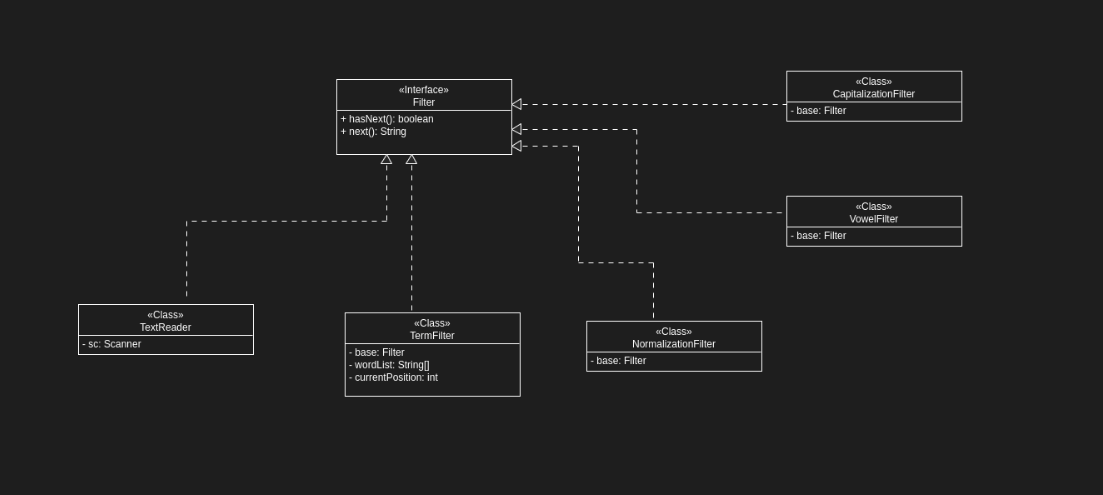 «Interface»
Filter
+ hasNext(): boolean
+ next(): String
«Class»
CapitalizationFilter
- base: Filter
«Class»
VowelFilter
- base: Filter
«Class»
TextReader
- sc: Scanner
«Class»
TermFilter
- base: Filter
- wordList: String[]
- currentPosition: int
«Class»
NormalizationFilter
- base: Filter